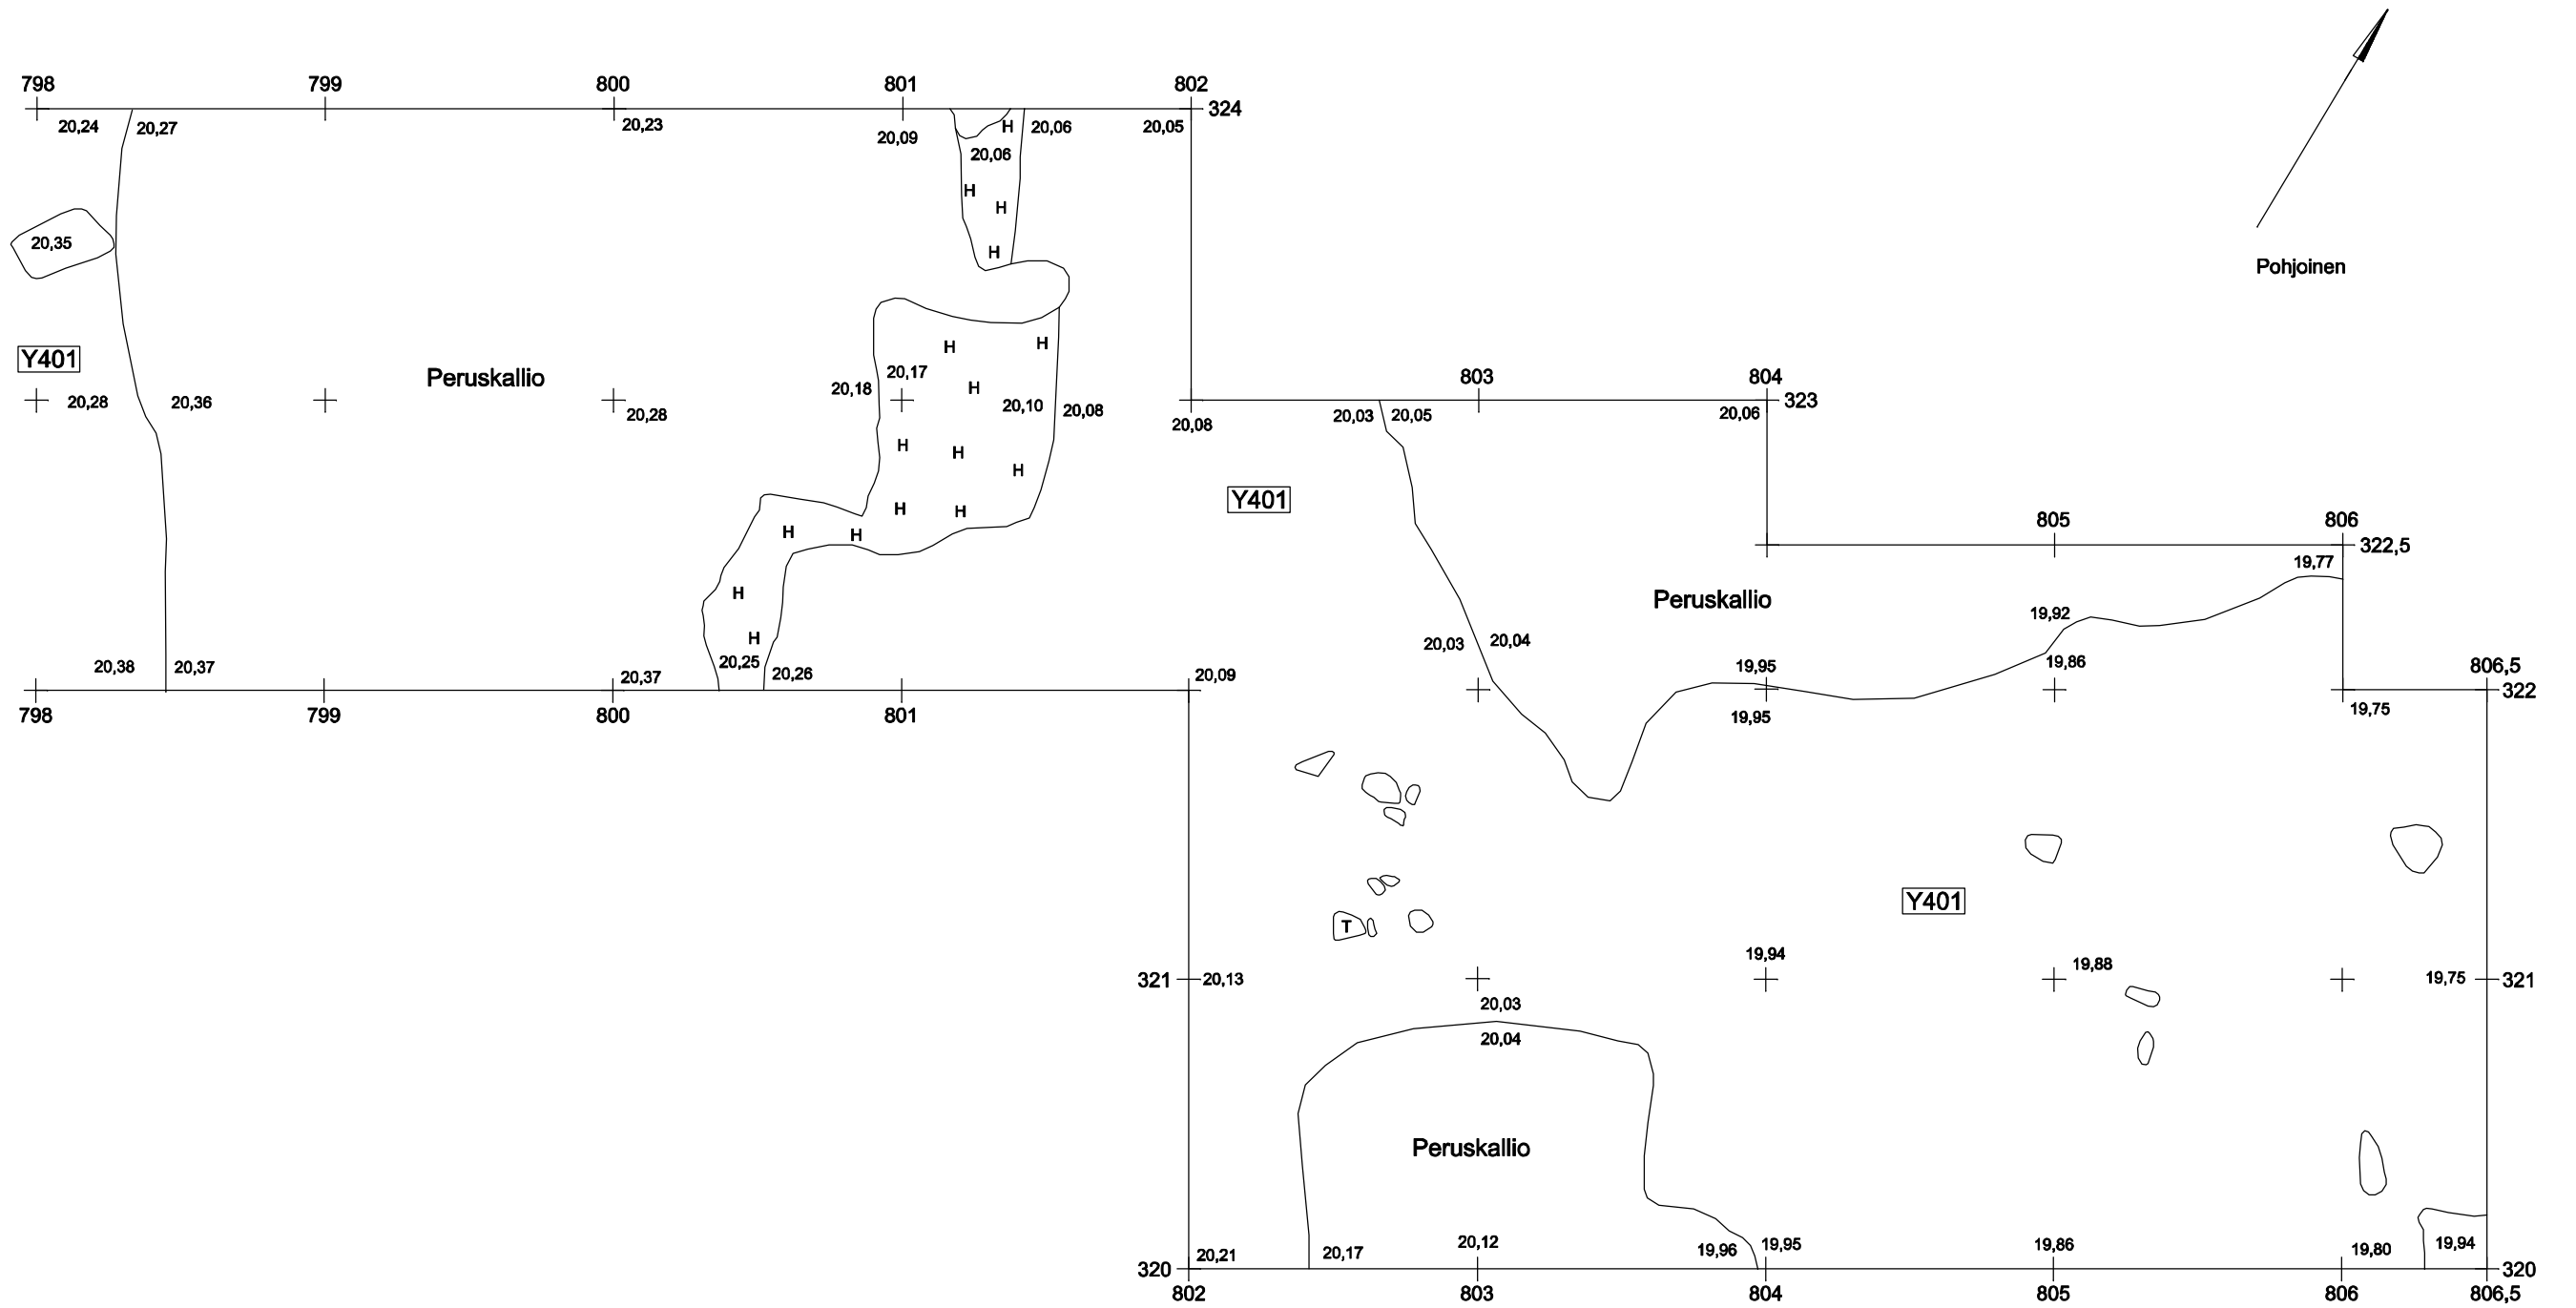 798 799 800 801 802
324
20,24 20,27 20,23 20,09 H 20,06 20,05
20,06
H
H
20,35
H
Pohjoinen
H H
Y401
20,17
803 804
Peruskallio
20,18 H
20,28 20,36 20,28 20,10 20,08
323
20,08 20,03 20,05 20,06
H H
H
Y401
H H
805 806
H H
322,5
19,77
H
Peruskallio
19,92
H
20,03 20,04
20,38 20,37 20,37 20,25 20,26 20,09
19,95 19,86 806,5
322
798 799 800 801
19,95 19,75
Y401
T
19,94
19,88
321 20,13 19,75 321
20,03
20,04
Peruskallio
20,21 20,17 20,12 19,96 19,95 19,86 19,80 19,94
320 320
802 803 804 805 806 806,5